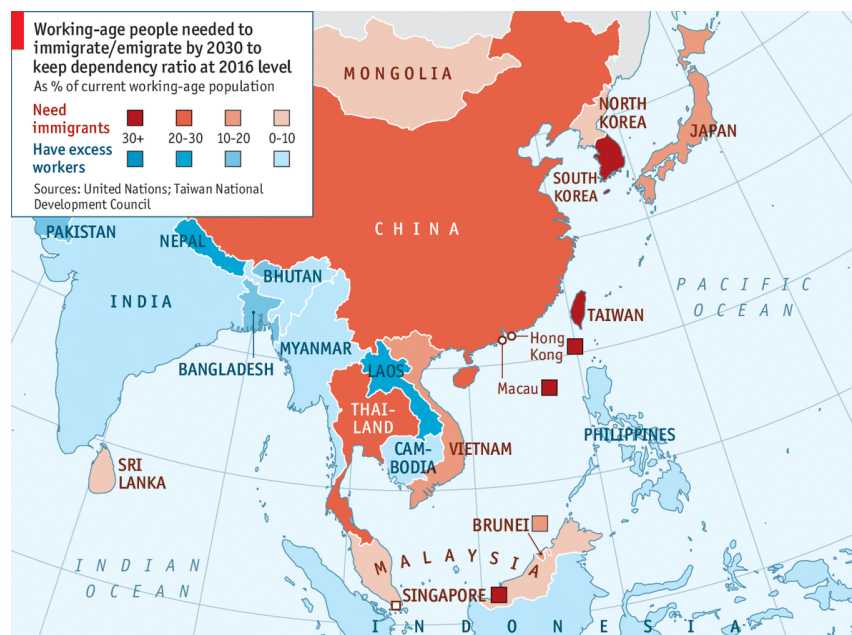 Working-age people needed to
immigrate/emigrate by 2030 to
keep dependency ratio at 2016 level
As % of current working-age population
Need
immigrants
30+ 20-30 10-20 0-10
Have excess
workers
Sources: United Nations; Taiwan National
Development Council
MONGOLIA
NORTH
KOREA
JAPAN
SOUTH
KOREA
CHINA
PAKISTAN
NEPAL
BHUTAN
INDIA
PACIFIC
OCEAN
TAIWAN
Hong
Kong
Macau
MYANMAR
BANGLADESH
LAOS
THAI-
LAND
CAM-
BODIA
VIETNAM
PHILIPPINES
SRI
LANKA
BRUNEI
MALAYSIA
INDIAN
OCEAN
SINGAPORE
INDONESIA